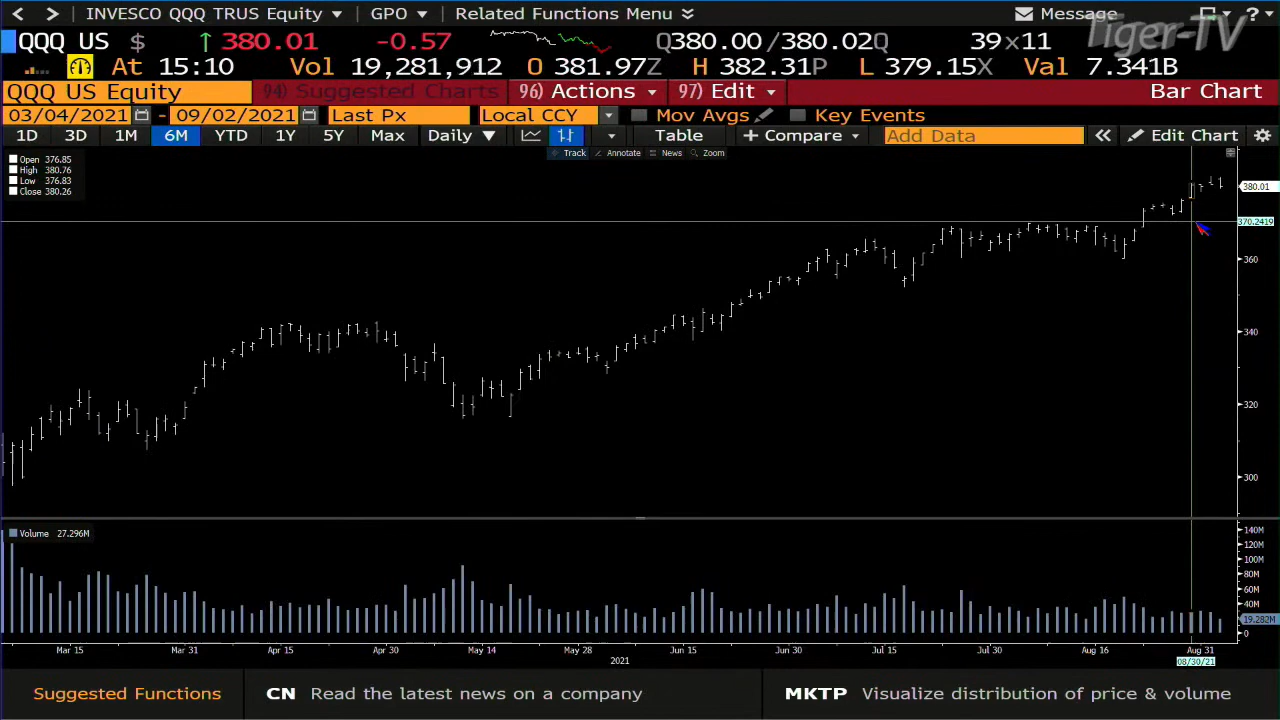 < > INVESCO QQQ TRUS Equity GPO Related Functions Menu Message ?
Tiger-TV
QQQ US $ ↑ 380.01 -0.57 Q380.00/380.02Q 39x11
At 15:10 Vol 19,281,912 O 381.97Z H 382.31P L 379.15X Val 7.341B
QQQ US Equity 94) Suggested Charts 96) Actions 97) Edit Bar Chart
03/04/2021 - 09/02/2021 Last Px Local CCY Mov Avgs Key Events
1D 3D 1M 6M YTD 1Y 5Y Max Daily ▼ Table + Compare Add Data « Edit Chart
Track Annotate News Zoom
Open 376.85
High 380.76
Low 376.83
Close 380.26
380.01
370.2419
360
340
320
300
Volume 27.296M
140M
120M
100M
80M
60M
40M
19.282M
0
Mar 15 Mar 31 Apr 15 Apr 30 May 14 May 28 Jun 15 Jun 30 Jul 15 Jul 30 Aug 16 Aug 31
2021
08/30/21
Suggested Functions CN Read the latest news on a company MKTP Visualize distribution of price & volume